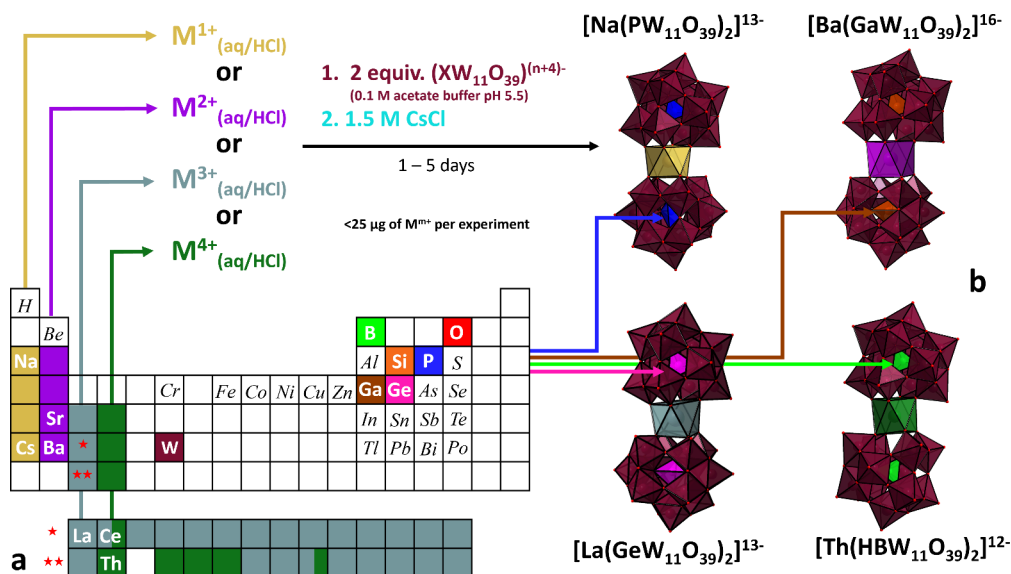 M¹⁺(aq/HCl)
or
M²⁺(aq/HCl)
or
M³⁺(aq/HCl)
or
M⁴⁺(aq/HCl)
1. 2 equiv. (XW₁₁O₃₉)⁽ⁿ⁺⁴⁾⁻
(0.1 M acetate buffer pH 5.5)
2. 1.5 M CsCl
1 – 5 days
<25 µg of Mᵐ⁺ per experiment
[Na(PW₁₁O₃₉)₂]¹³⁻
[Ba(GaW₁₁O₃₉)₂]¹⁶⁻
b
H
Be B O
Na Al Si P S
Cr Fe Co Ni Cu Zn Ga Ge As Se
Sr In Sn Sb Te
Cs Ba ★ W Tl Pb Bi Po
★★
★ La Ce
★★ Th
a
[La(GeW₁₁O₃₉)₂]¹³⁻
[Th(HBW₁₁O₃₉)₂]¹²⁻